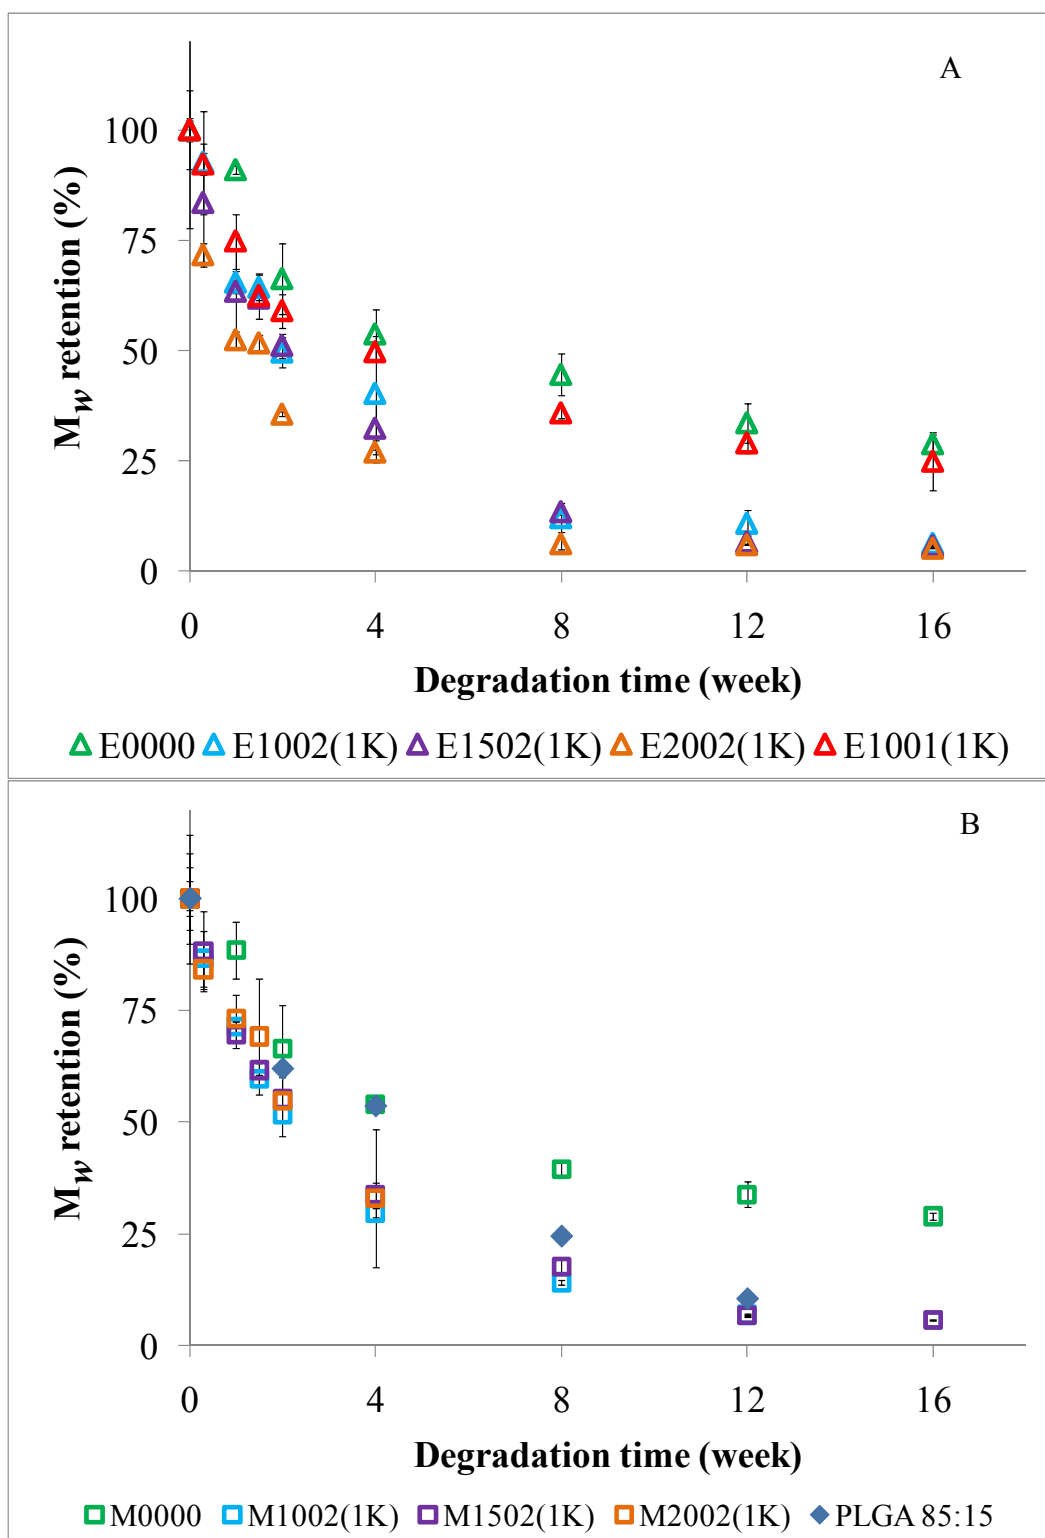 A
100
75
50
25
0
M_w retention (%)
0 4 8 12 16
Degradation time (week)
E0000 E1002(1K) E1502(1K) E2002(1K) E1001(1K)
B
100
75
50
25
0
M_w retention (%)
0 4 8 12 16
Degradation time (week)
M0000 M1002(1K) M1502(1K) M2002(1K) PLGA 85:15